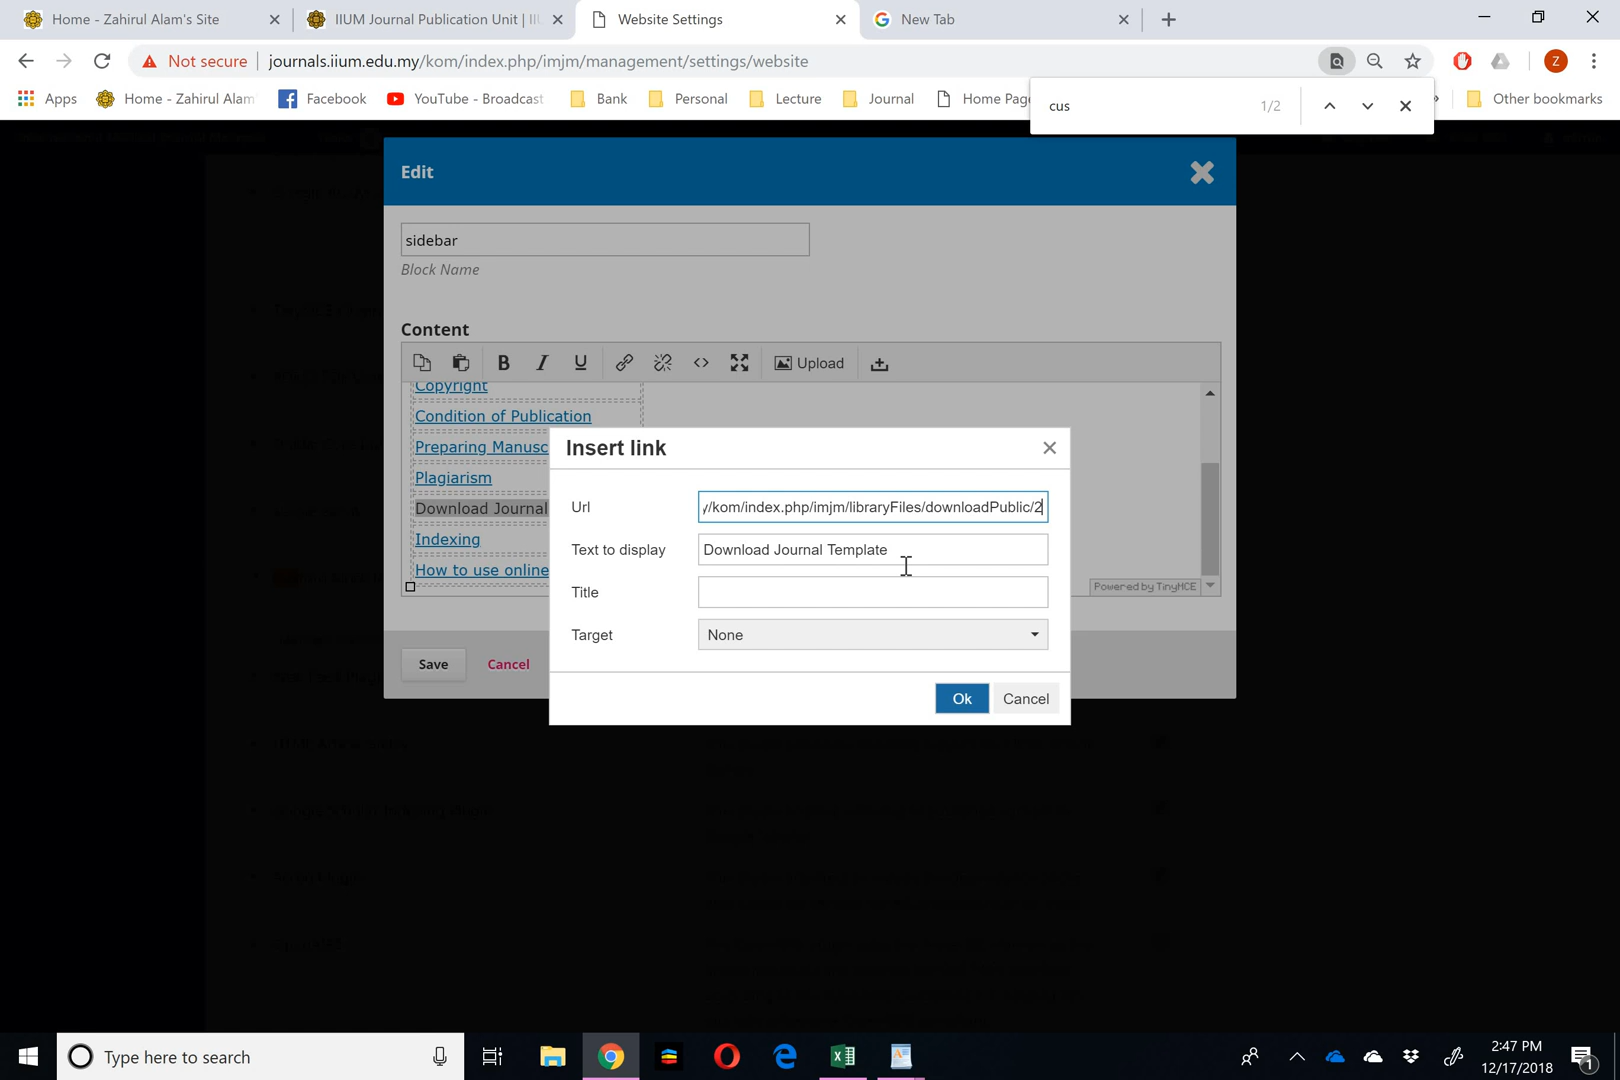 Home - Zahirul Alam's Site
IIUM Journal Publication Unit | II
Website Settings
New Tab
Not secure
journals.iium.edu.my/kom/index.php/imjm/management/settings/website
Apps
Home - Zahirul Alam
Facebook
YouTube - Broadcast
Bank
Personal
Lecture
Journal
Home Pag
Other bookmarks
Z
cus
1/2
Edit
sidebar
Block Name
Content
B I U
Upload
Copyright
Condition of Publication
Preparing Manusc
Plagiarism
Download Journal
Indexing
How to use online
Powered by TinyMCE
Save
Cancel
Insert link
Url
y/kom/index.php/imjm/libraryFiles/downloadPublic/2
Text to display
Download Journal Template
Title
Target
None
Ok
Cancel
Type here to search
2:47 PM
12/17/2018
1